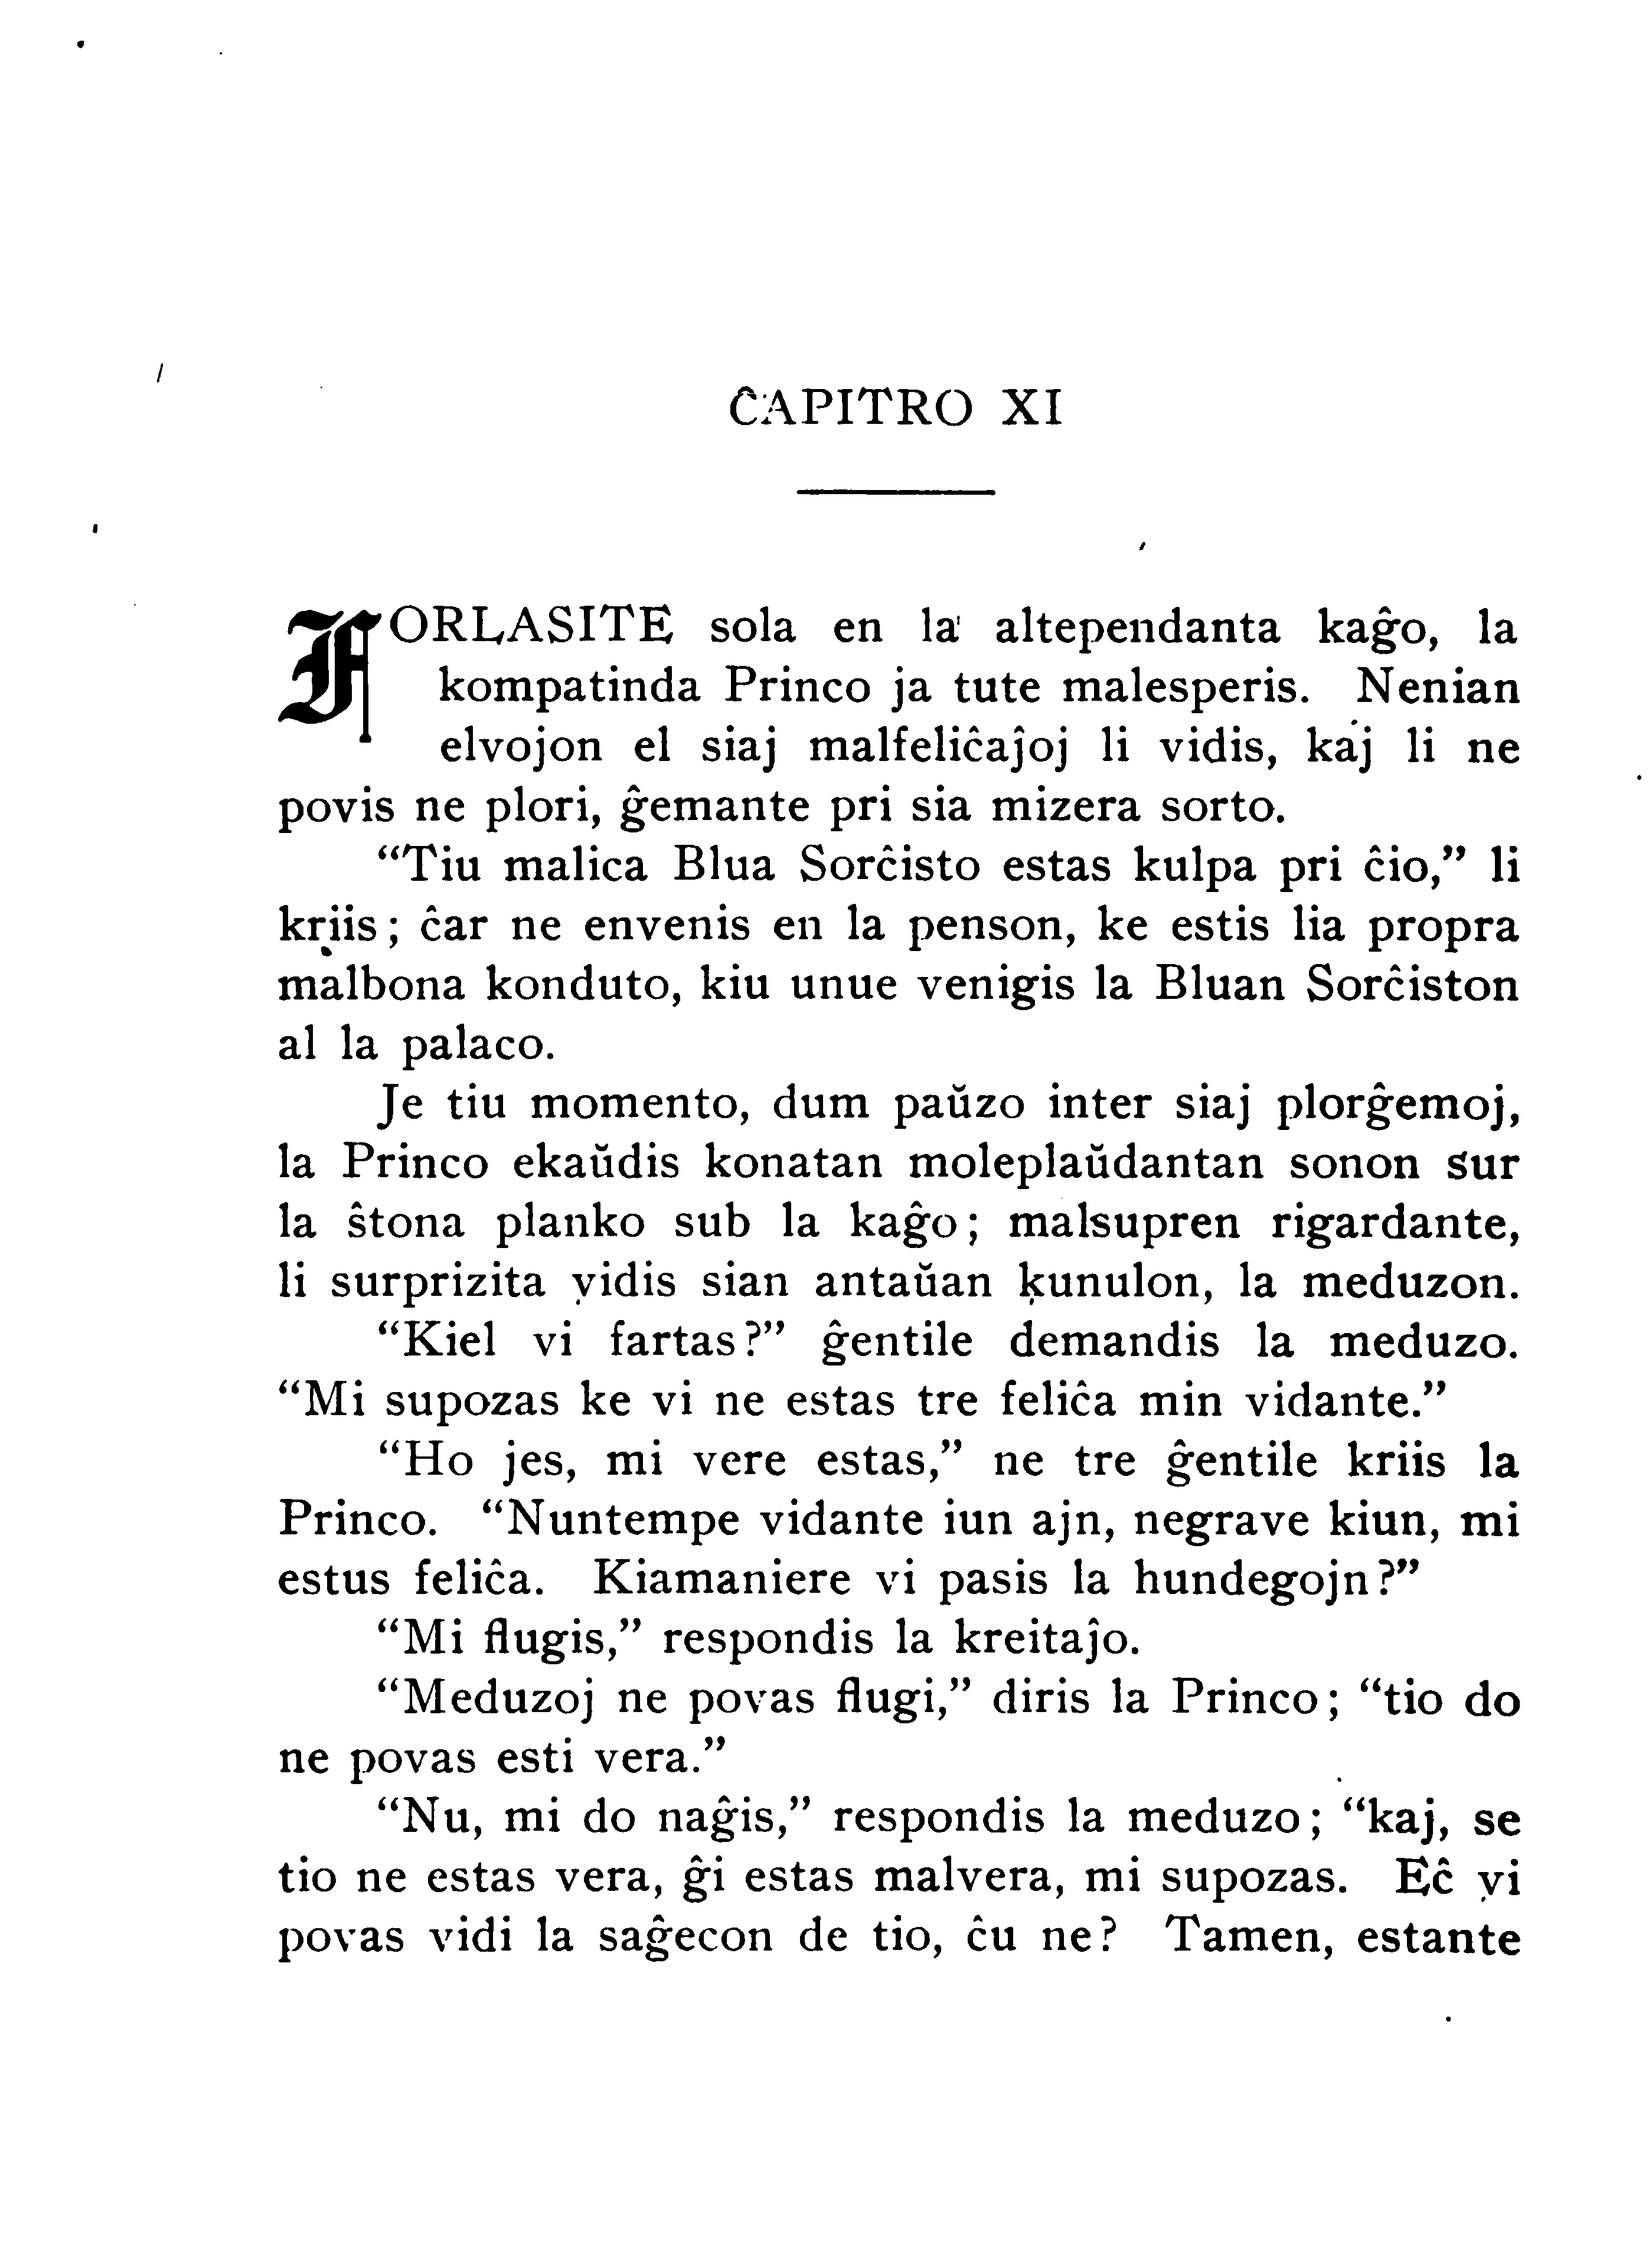 ĈAPITRO XI
FORLASITE sola en la altependanta kaĝo, la
kompatinda Princo ja tute malesperis. Nenian
elvojon el siaj malfeliĉaĵoj li vidis, kaj li ne
povis ne plori, ĝemante pri sia mizera sorto.
“Tiu malica Blua Sorĉisto estas kulpa pri ĉio,” li
kriis; ĉar ne envenis en la penson, ke estis lia propra
malbona konduto, kiu unue venigis la Bluan Sorĉiston
al la palaco.
Je tiu momento, dum paŭzo inter siaj plorĝemoj,
la Princo ekaŭdis konatan moleplaŭdantan sonon sur
la ŝtona planko sub la kaĝo; malsupren rigardante,
li surprizita vidis sian antaŭan kunulon, la meduzon.
“Kiel vi fartas?” ĝentile demandis la meduzo.
“Mi supozas ke vi ne estas tre feliĉa min vidante.”
“Ho jes, mi vere estas,” ne tre ĝentile kriis la
Princo. “Nuntempe vidante iun ajn, negrave kiun, mi
estus feliĉa. Kiamaniere vi pasis la hundegojn?”
“Mi flugis,” respondis la kreitaĵo.
“Meduzoj ne povas flugi,” diris la Princo; “tio do
ne povas esti vera.”
“Nu, mi do naĝis,” respondis la meduzo; “kaj, se
tio ne estas vera, ĝi estas malvera, mi supozas. Eĉ vi
povas vidi la saĝecon de tio, ĉu ne? Tamen, estante